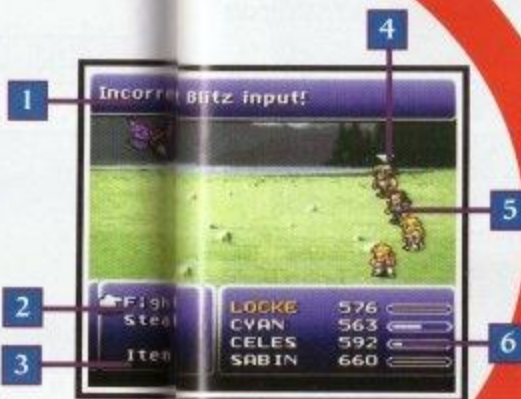 4
1
Incorre Blitz input!
5
2
Figh
Stea
Item
3
LOCKE 576
CYAN 563
CELES 592
SABIN 660
6